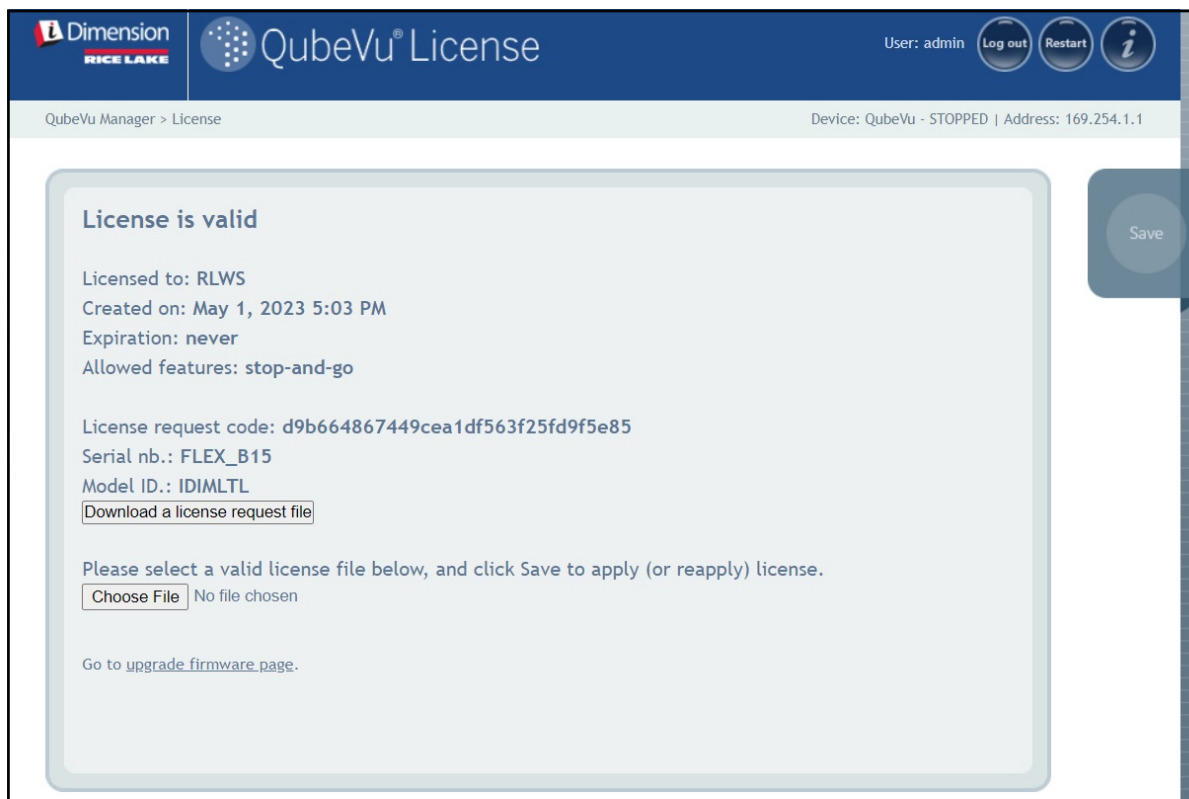 iDimension
RICE LAKE
QubeVu® License
User: admin
Log out
Restart
i
QubeVu Manager > License
Device: QubeVu - STOPPED | Address: 169.254.1.1
License is valid
Save
Licensed to: RLWS
Created on: May 1, 2023 5:03 PM
Expiration: never
Allowed features: stop-and-go
License request code: d9b664867449cea1df563f25fd9f5e85
Serial nb.: FLEX_B15
Model ID.: IDIMLTL
Download a license request file
Please select a valid license file below, and click Save to apply (or reapply) license.
Choose File No file chosen
Go to upgrade firmware page.